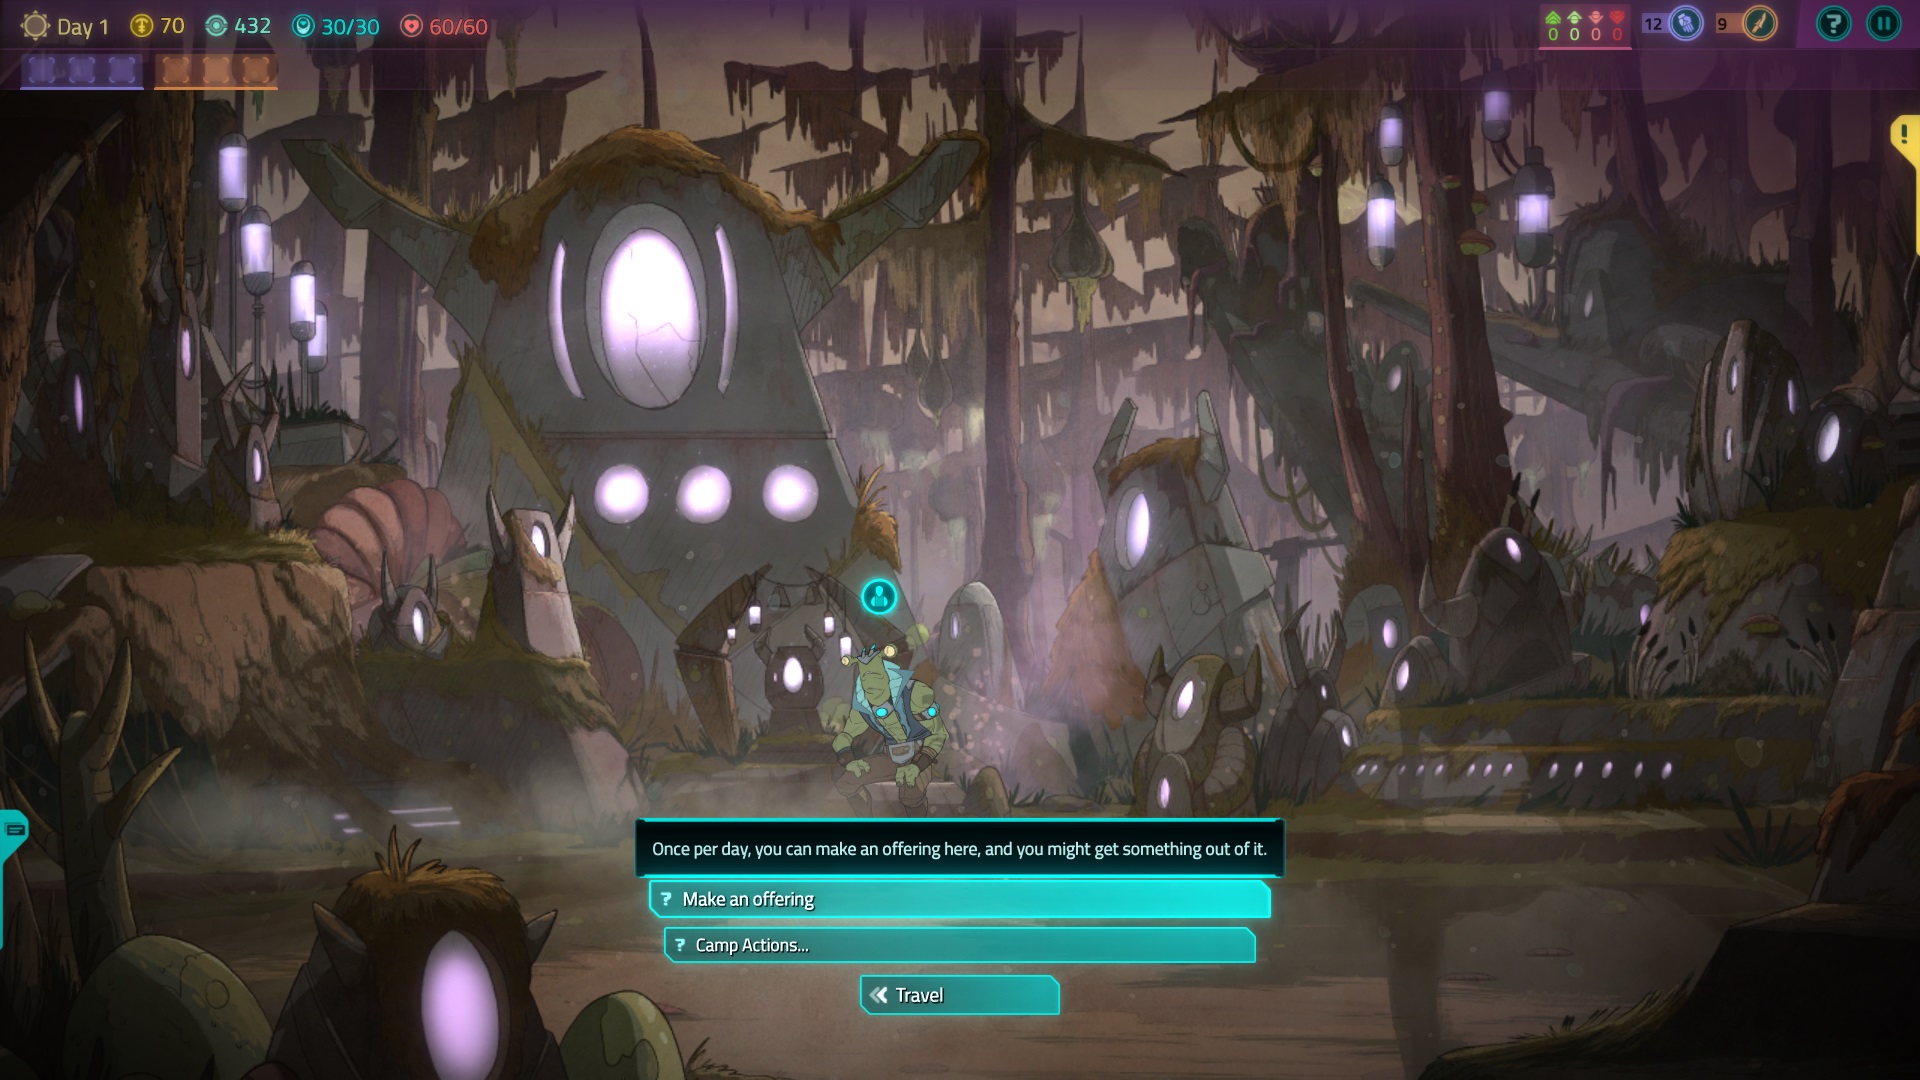 Day 1 70 432 30/30 60/60
0 0 0 0 12 9
Once per day, you can make an offering here, and you might get something out of it.
? Make an offering
? Camp Actions...
Travel